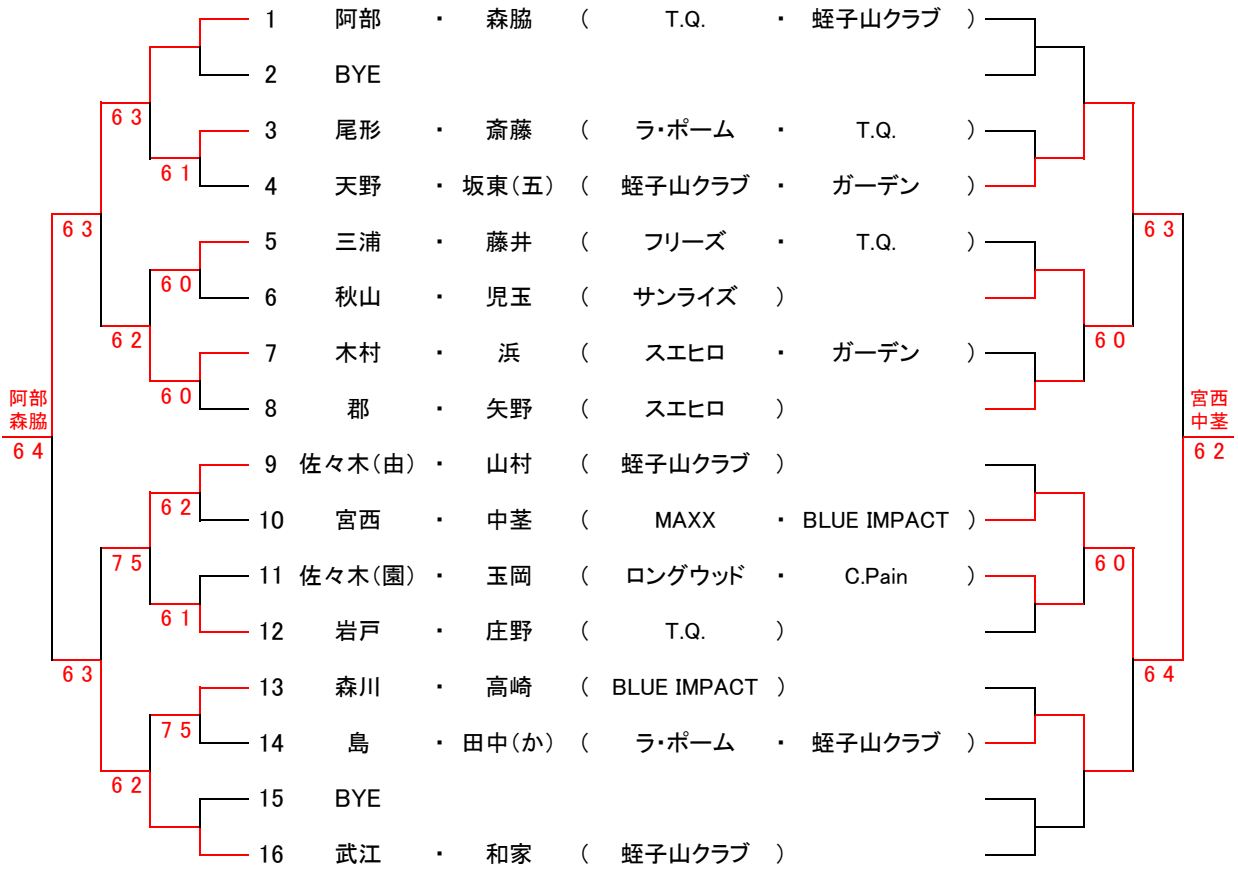 1 阿部 ・ 森脇 ( T.Q. ・ 蛭子山クラブ )
2 BYE
6 3
3 尾形 ・ 斎藤 ( ラ・ポーム ・ T.Q. )
6 1
4 天野 ・ 坂東(五) ( 蛭子山クラブ ・ ガーデン )
6 3 6 3
5 三浦 ・ 藤井 ( フリーズ ・ T.Q. )
6 0
6 秋山 ・ 児玉 ( サンライズ )
6 2 6 0
7 木村 ・ 浜 ( スエヒロ ・ ガーデン )
6 0
8 郡 ・ 矢野 ( スエヒロ )
阿部 宮西
森脇 中茎
6 4 6 2
9 佐々木(由) ・ 山村 ( 蛭子山クラブ )
6 2
10 宮西 ・ 中茎 ( MAXX ・ BLUE IMPACT )
7 5 6 0
11 佐々木(園) ・ 玉岡 ( ロングウッド ・ C.Pain )
6 1
12 岩戸 ・ 庄野 ( T.Q. )
6 3 6 4
13 森川 ・ 高崎 ( BLUE IMPACT )
7 5
14 島 ・ 田中(か) ( ラ・ポーム ・ 蛭子山クラブ )
6 2
15 BYE
16 武江 ・ 和家 ( 蛭子山クラブ )